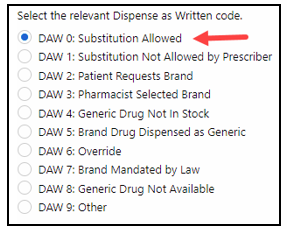 Select the relevant Dispense as Written code.
DAW 0: Substitution Allowed
DAW 1: Substitution Not Allowed by Prescriber
DAW 2: Patient Requests Brand
DAW 3: Pharmacist Selected Brand
DAW 4: Generic Drug Not In Stock
DAW 5: Brand Drug Dispensed as Generic
DAW 6: Override
DAW 7: Brand Mandated by Law
DAW 8: Generic Drug Not Available
DAW 9: Other